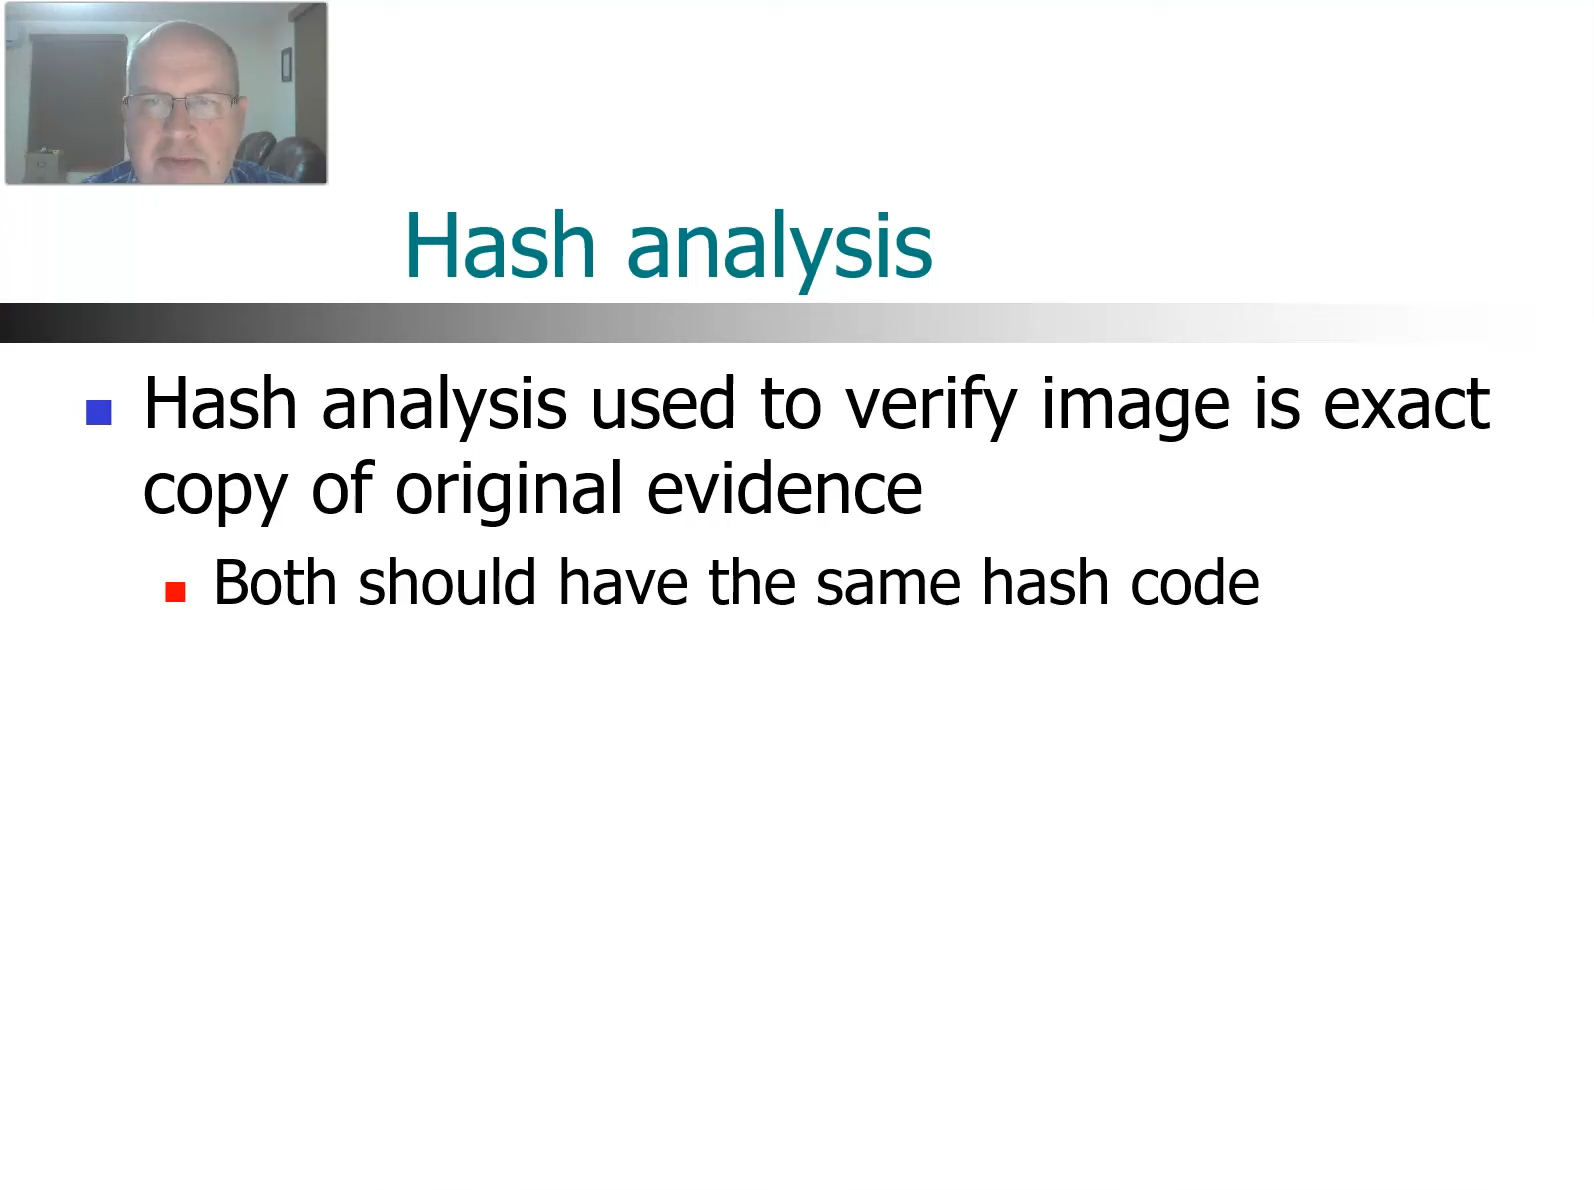 Hash analysis
Hash analysis used to verify image is exact
copy of original evidence
Both should have the same hash code